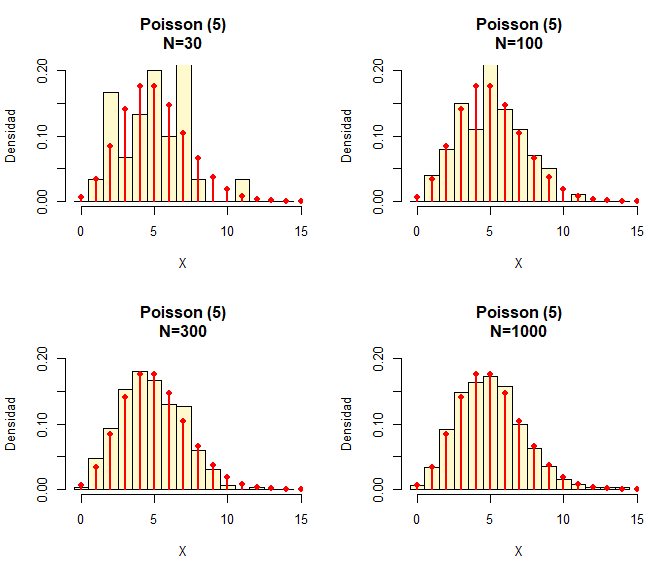 Poisson (5)
N=30
Densidad
0.20
0.10
0.00
0 5 10 15
X
Poisson (5)
N=100
Densidad
0.20
0.10
0.00
0 5 10 15
X
Poisson (5)
N=300
Densidad
0.20
0.10
0.00
0 5 10 15
X
Poisson (5)
N=1000
Densidad
0.20
0.10
0.00
0 5 10 15
X